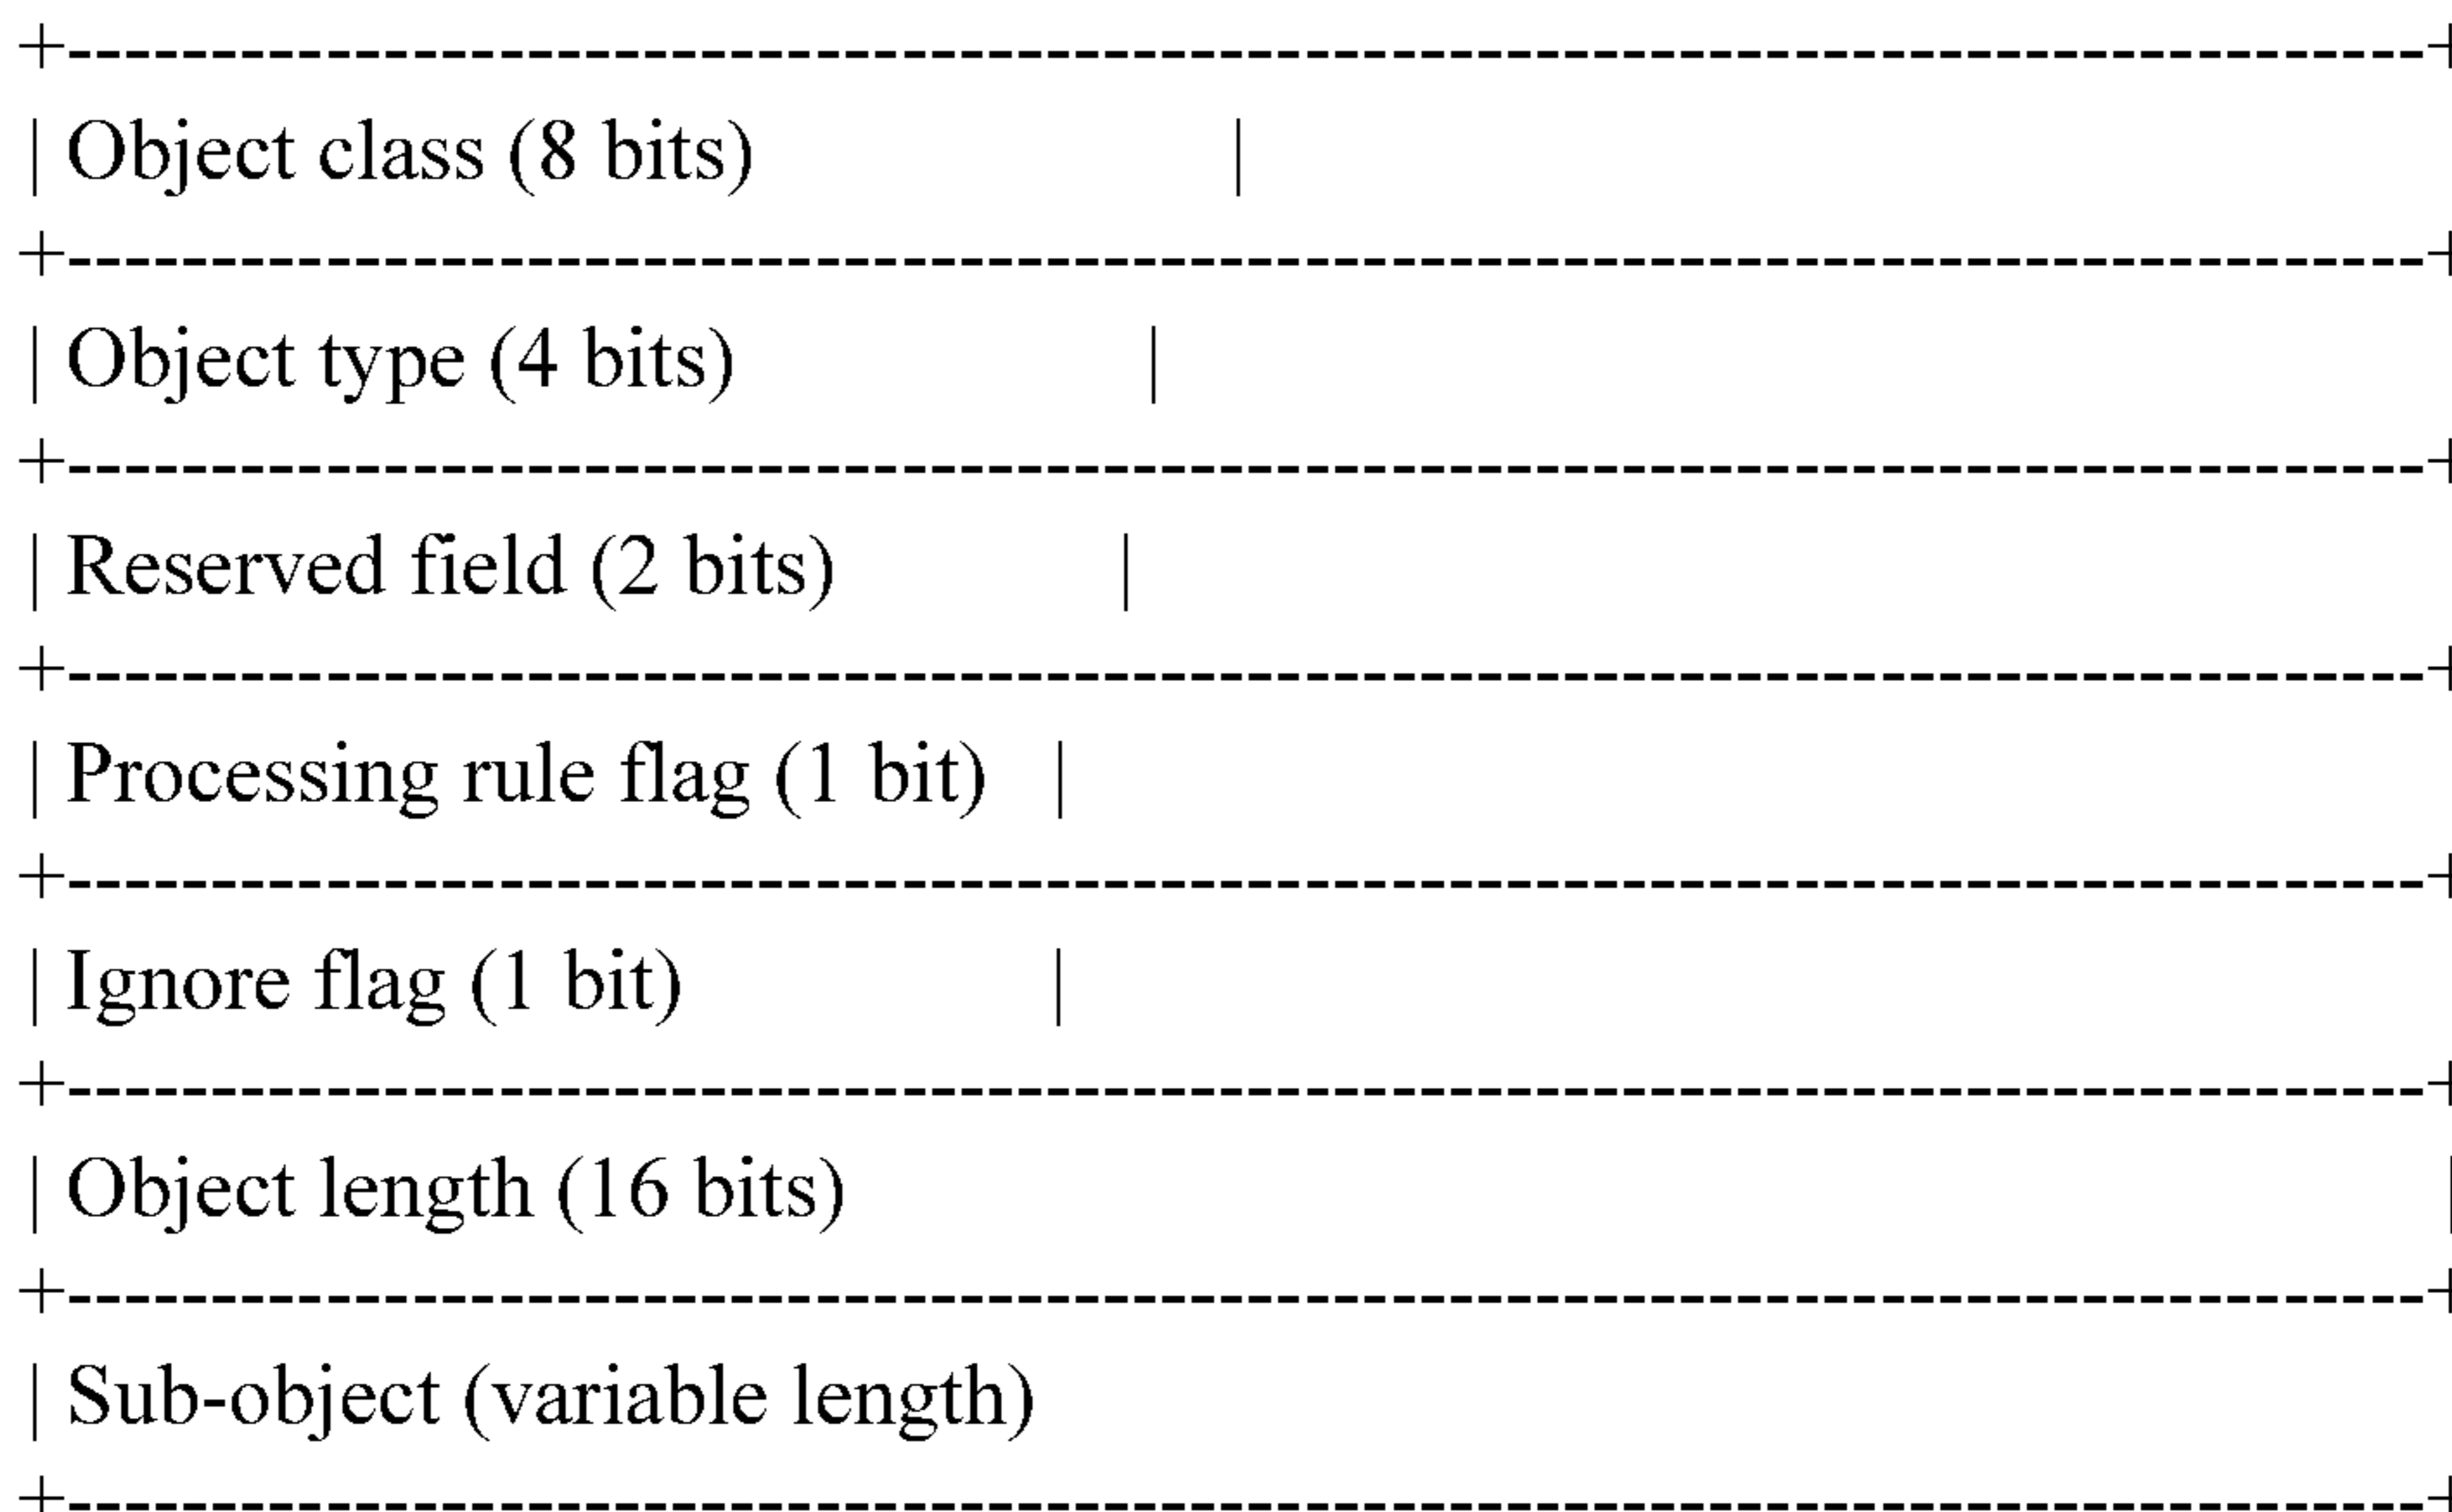 +----------------------------------------------------------------------------------+
| Object class (8 bits) |
+----------------------------------------------------------------------------------+
| Object type (4 bits) |
+----------------------------------------------------------------------------------+
| Reserved field (2 bits) |
+----------------------------------------------------------------------------------+
| Processing rule flag (1 bit) |
+----------------------------------------------------------------------------------+
| Ignore flag (1 bit) |
+----------------------------------------------------------------------------------+
| Object length (16 bits) |
+----------------------------------------------------------------------------------+
| Sub-object (variable length)
+----------------------------------------------------------------------------------+